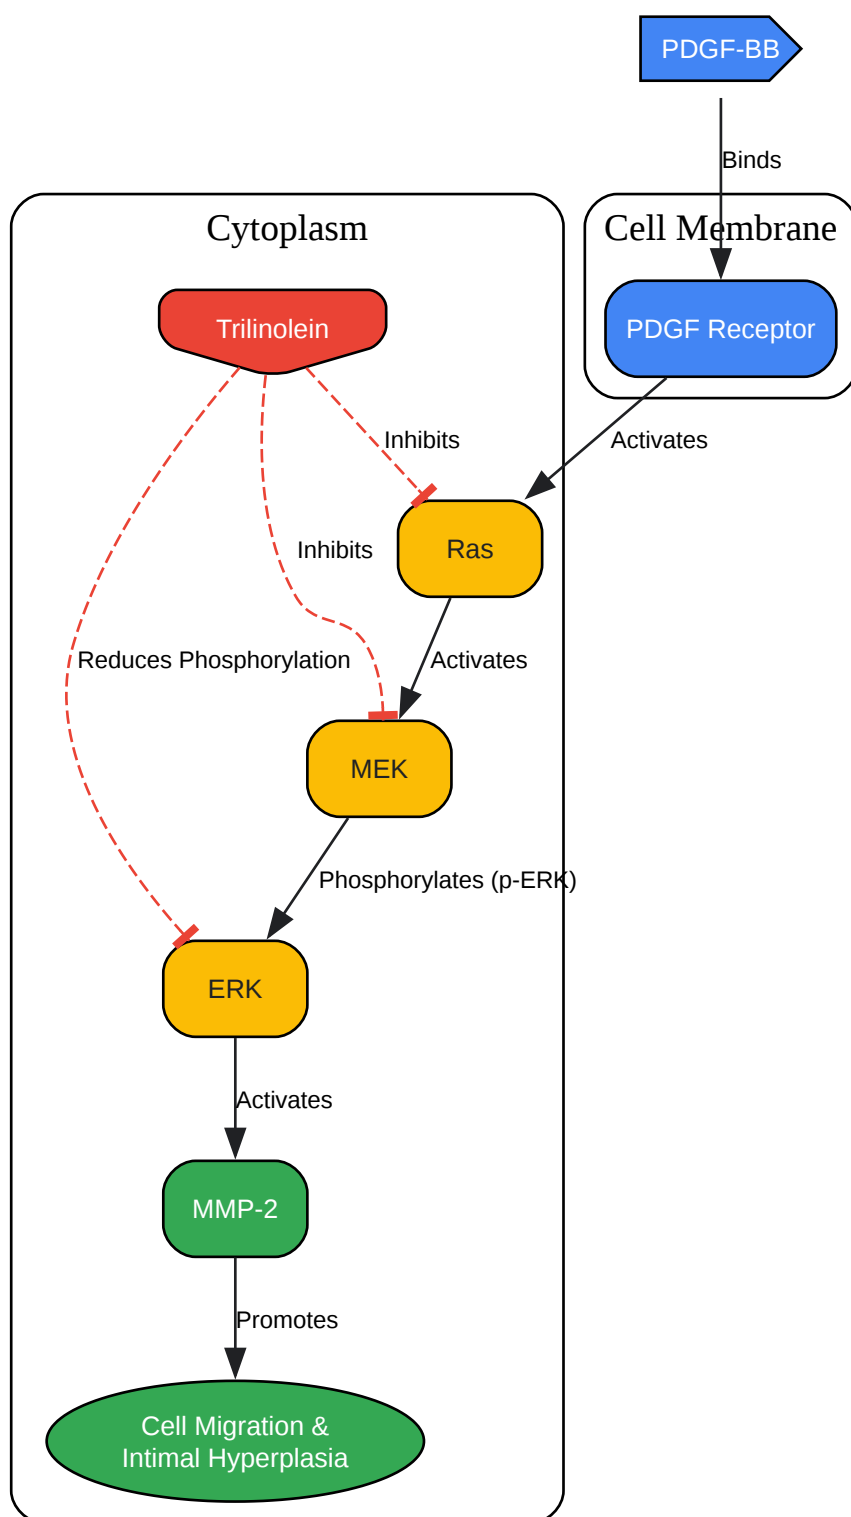 PDGF-BB
Binds
Cytoplasm
Cell Membrane
Trilinolein
PDGF Receptor
Inhibits
Activates
Inhibits
Ras
Reduces Phosphorylation
Activates
MEK
Phosphorylates (p-ERK)
ERK
Activates
MMP-2
Promotes
Cell Migration &
Intimal Hyperplasia